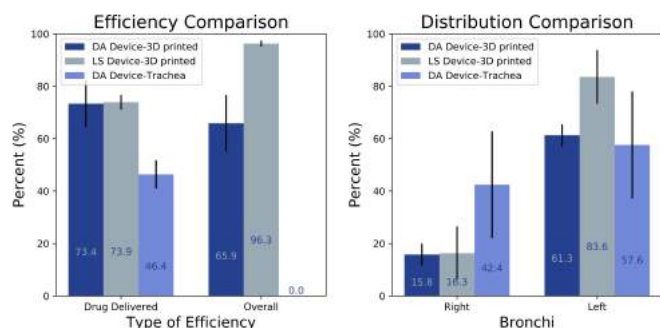 Efficiency Comparison
DA Device-3D printed
LS Device-3D printed
DA Device-Trachea
100
80
60
40
20
0
Percent (%)
73.4
73.9
46.4
65.9
96.3
0.0
Drug Delivered
Overall
Type of Efficiency
Distribution Comparison
DA Device-3D printed
LS Device-3D printed
DA Device-Trachea
100
80
60
40
20
0
Percent (%)
15.8
16.3
42.4
61.3
83.6
57.6
Right
Left
Bronchi